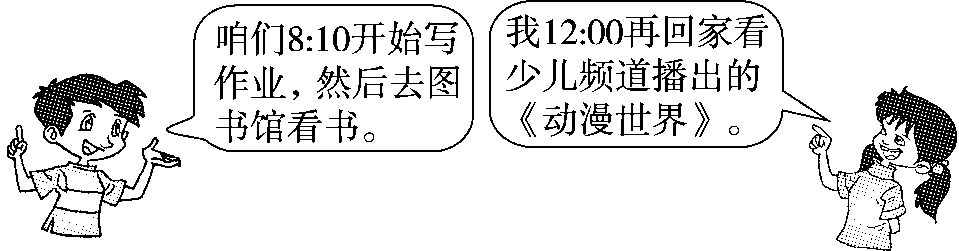 咱们8:10开始写
作业，然后去图
书馆看书。
我12:00再回家看
少儿频道播出的
《动漫世界》。